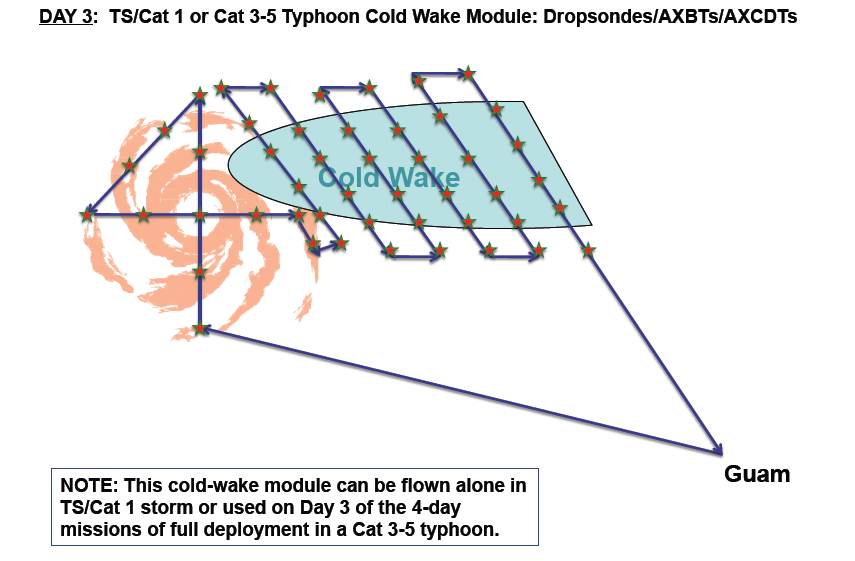 DAY 3: TS/Cat 1 or Cat 3-5 Typhoon Cold Wake Module: Dropsondes/AXBTs/AXCDTs
Cold Wake
Guam
NOTE: This cold-wake module can be flown alone in
TS/Cat 1 storm or used on Day 3 of the 4-day
missions of full deployment in a Cat 3-5 typhoon.